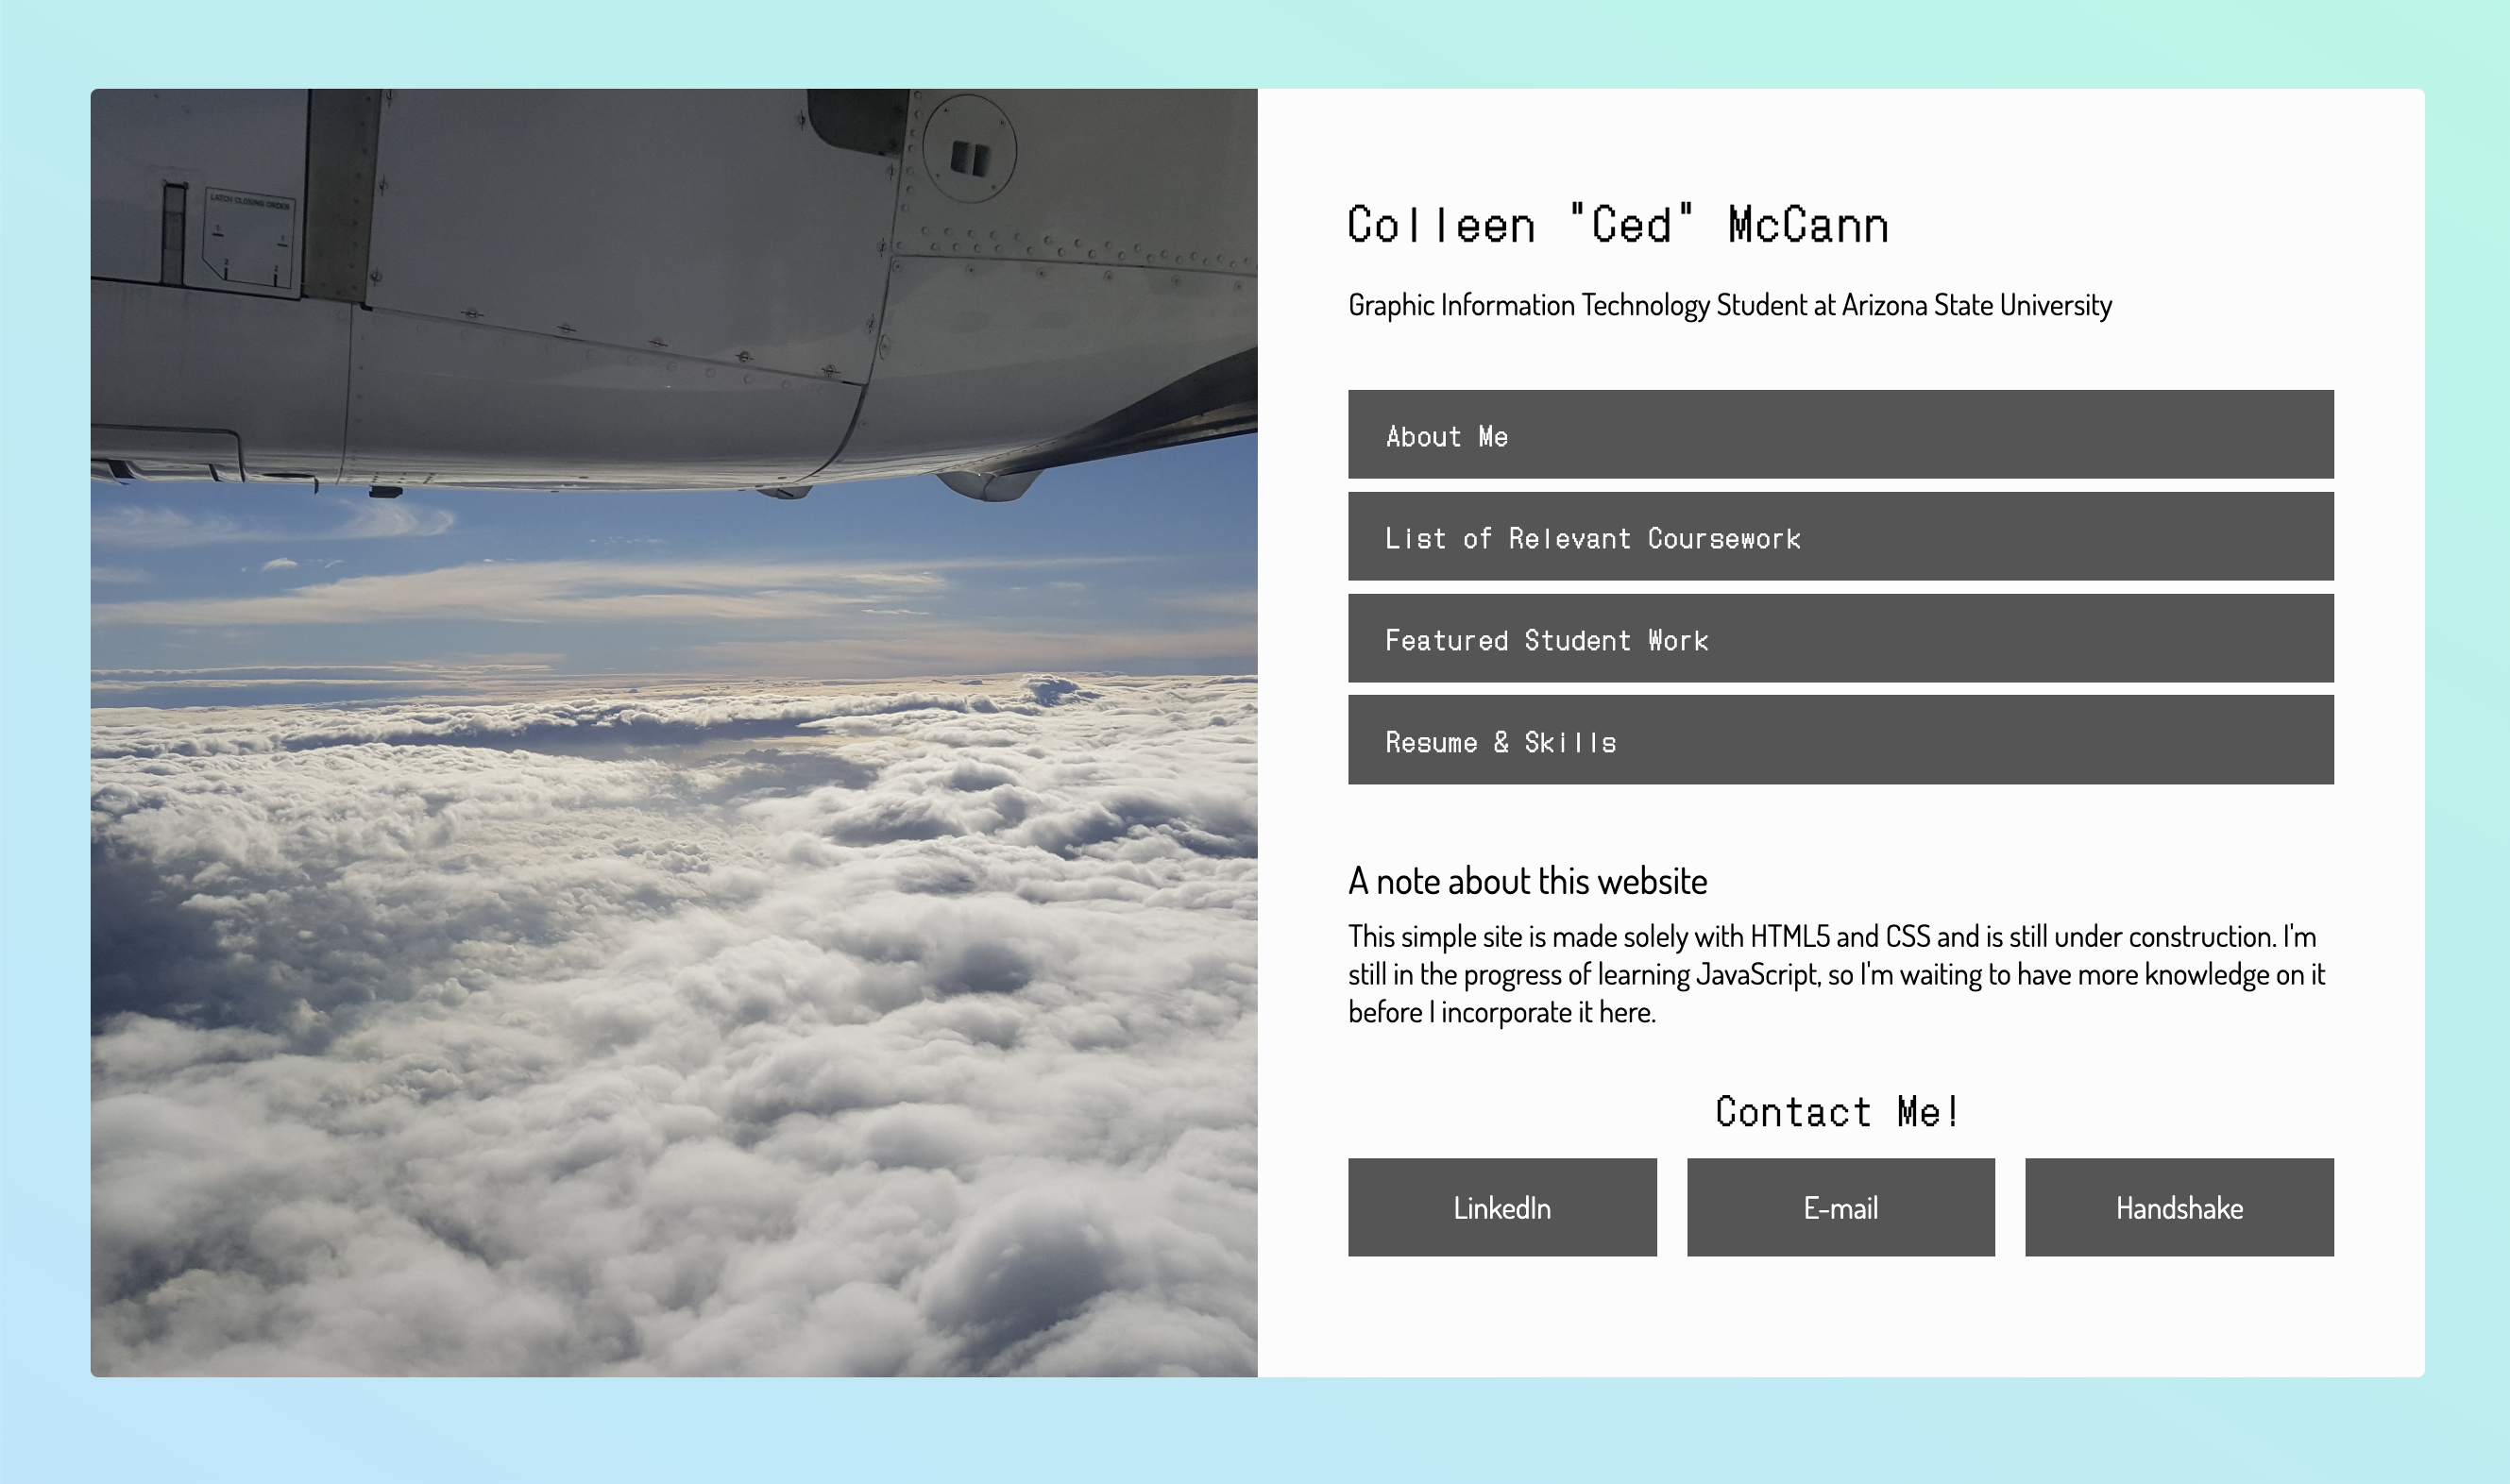 LATCH CLOSING ORDER
Colleen "Ced" McCann
Graphic Information Technology Student at Arizona State University
About Me
List of Relevant Coursework
Featured Student Work
Resume & Skills
A note about this website
This simple site is made solely with HTML5 and CSS and is still under construction. I'm
still in the progress of learning JavaScript, so I'm waiting to have more knowledge on it
before I incorporate it here.
Contact Me!
LinkedIn
E-mail
Handshake